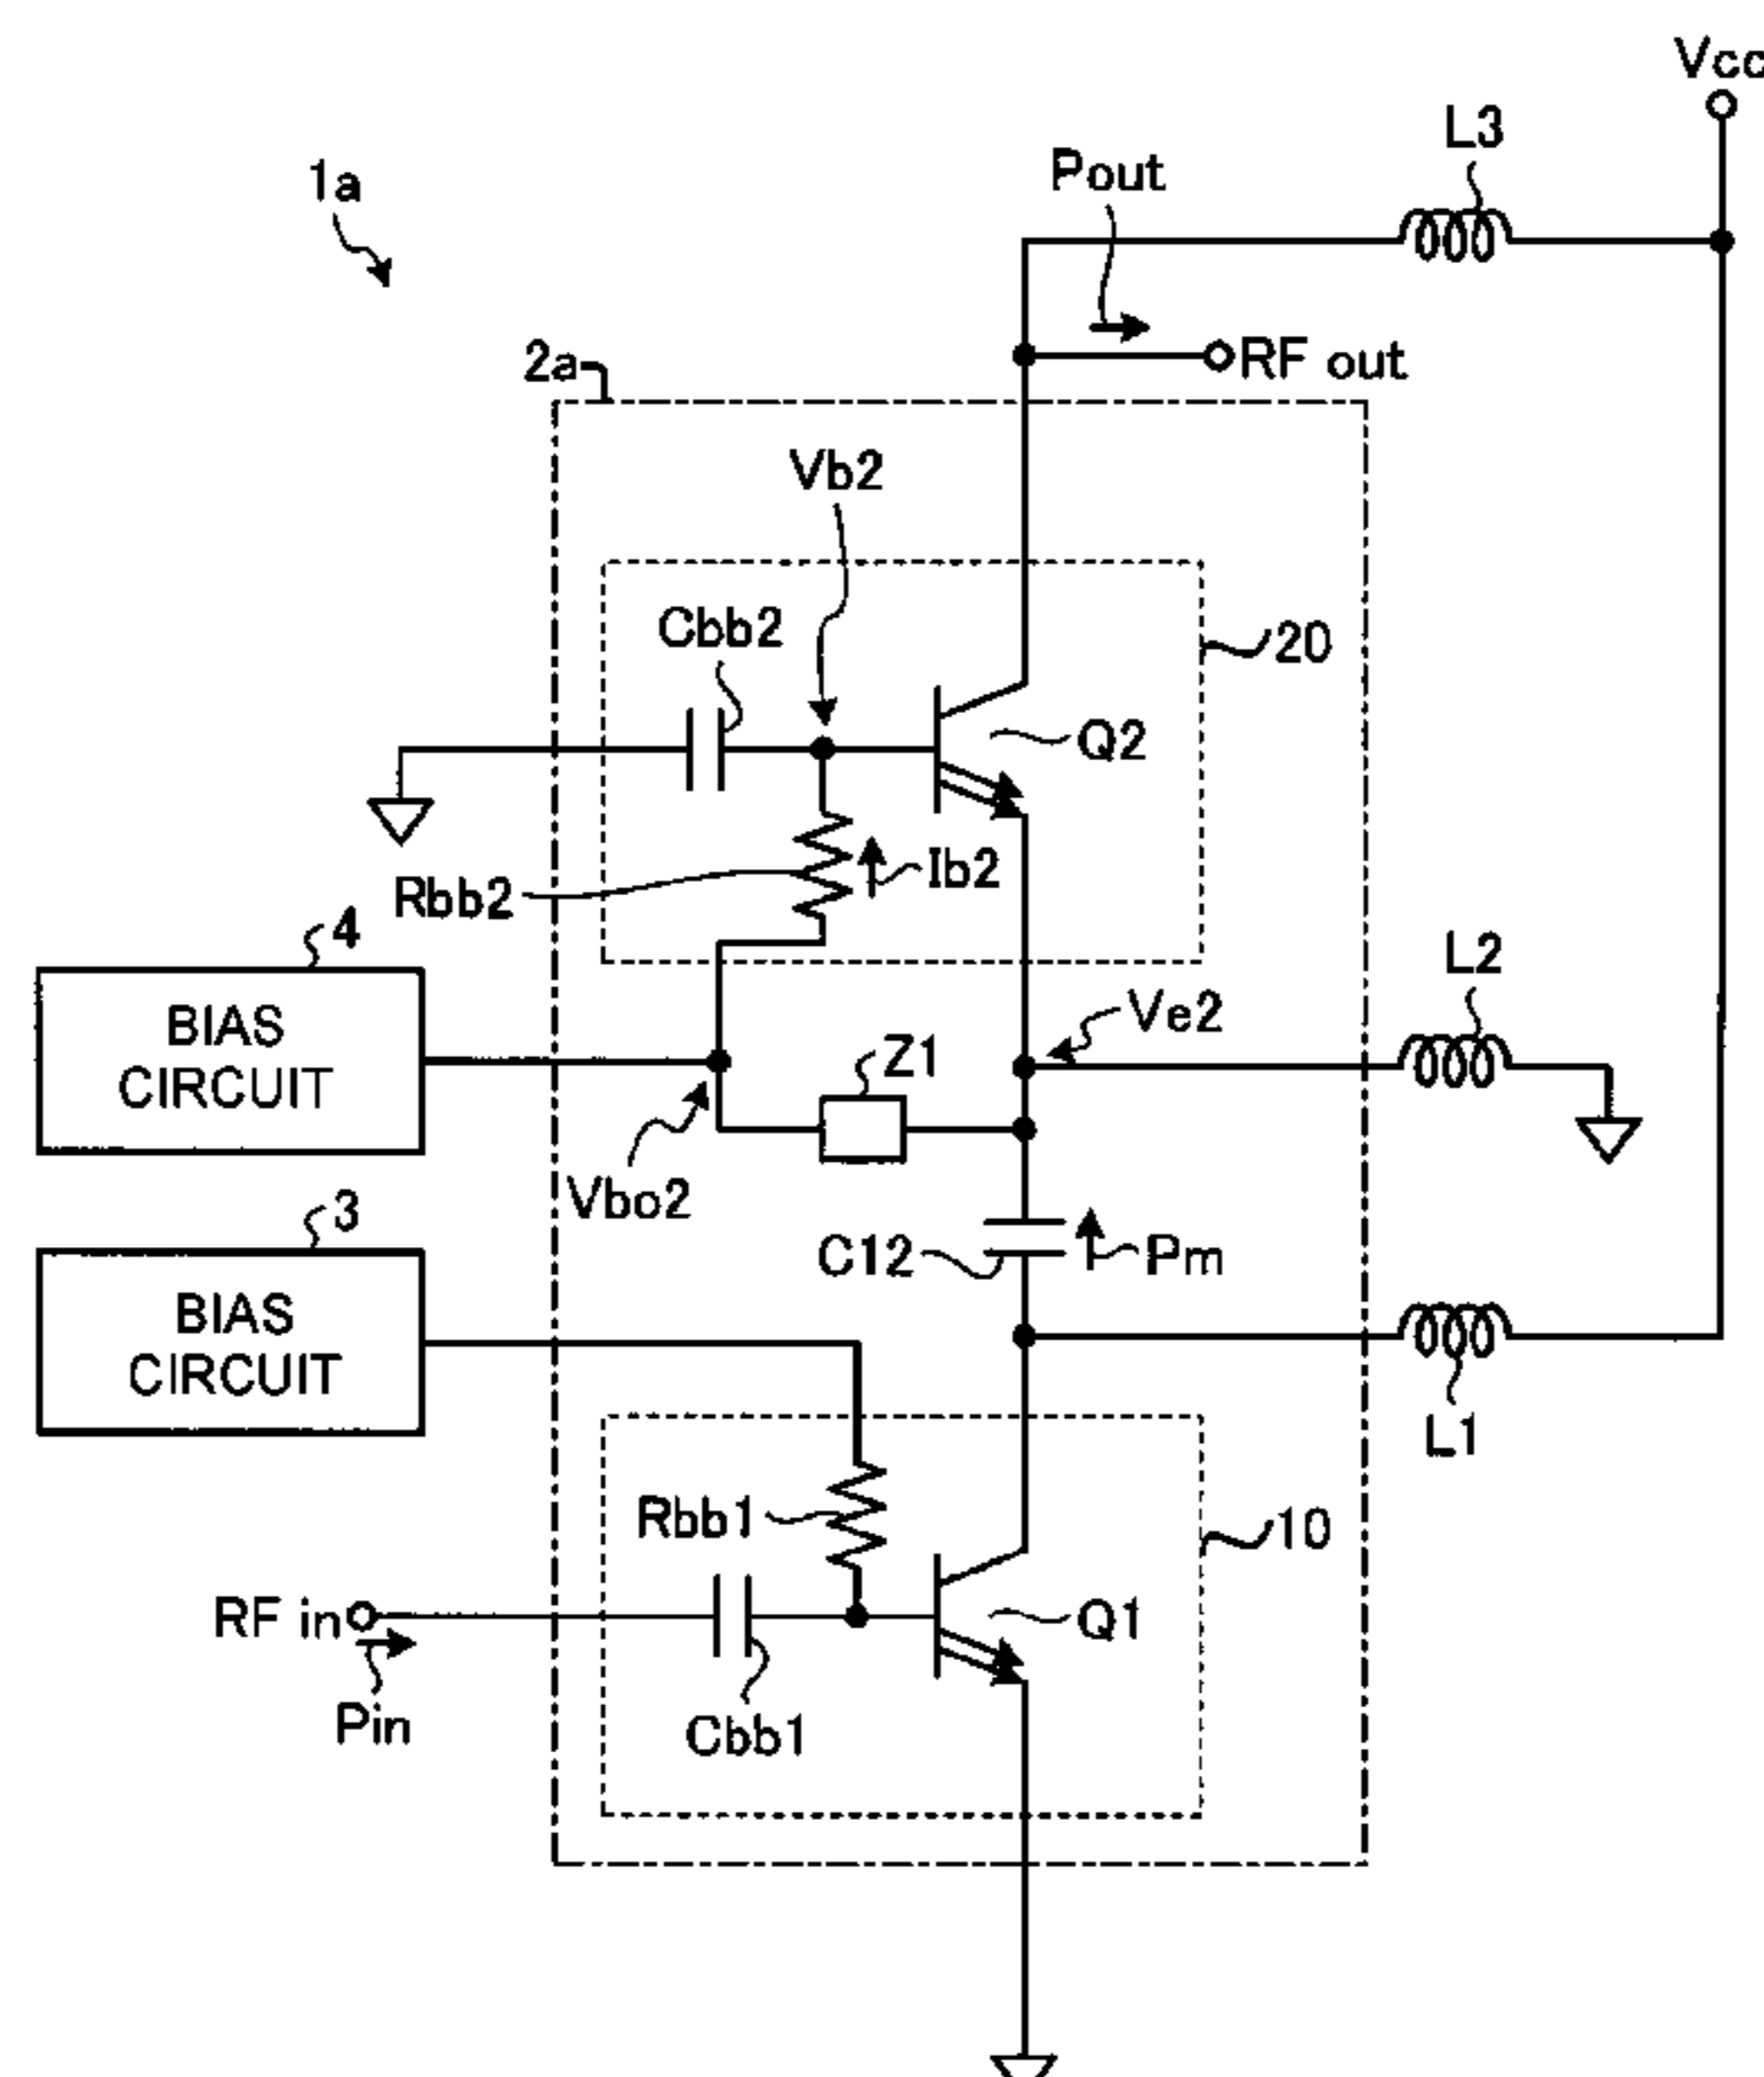 Vcc
L3
Pout
1a
RF out
2a
Vb2
Cbb2
20
Q2
Ib2
Rbb2
4
BIAS
CIRCUIT
L2
Ve2
Z1
Vbo2
3
BIAS
CIRCUIT
C12
Pm
L1
Rbb1
10
RF in
Q1
Pin
Cbb1